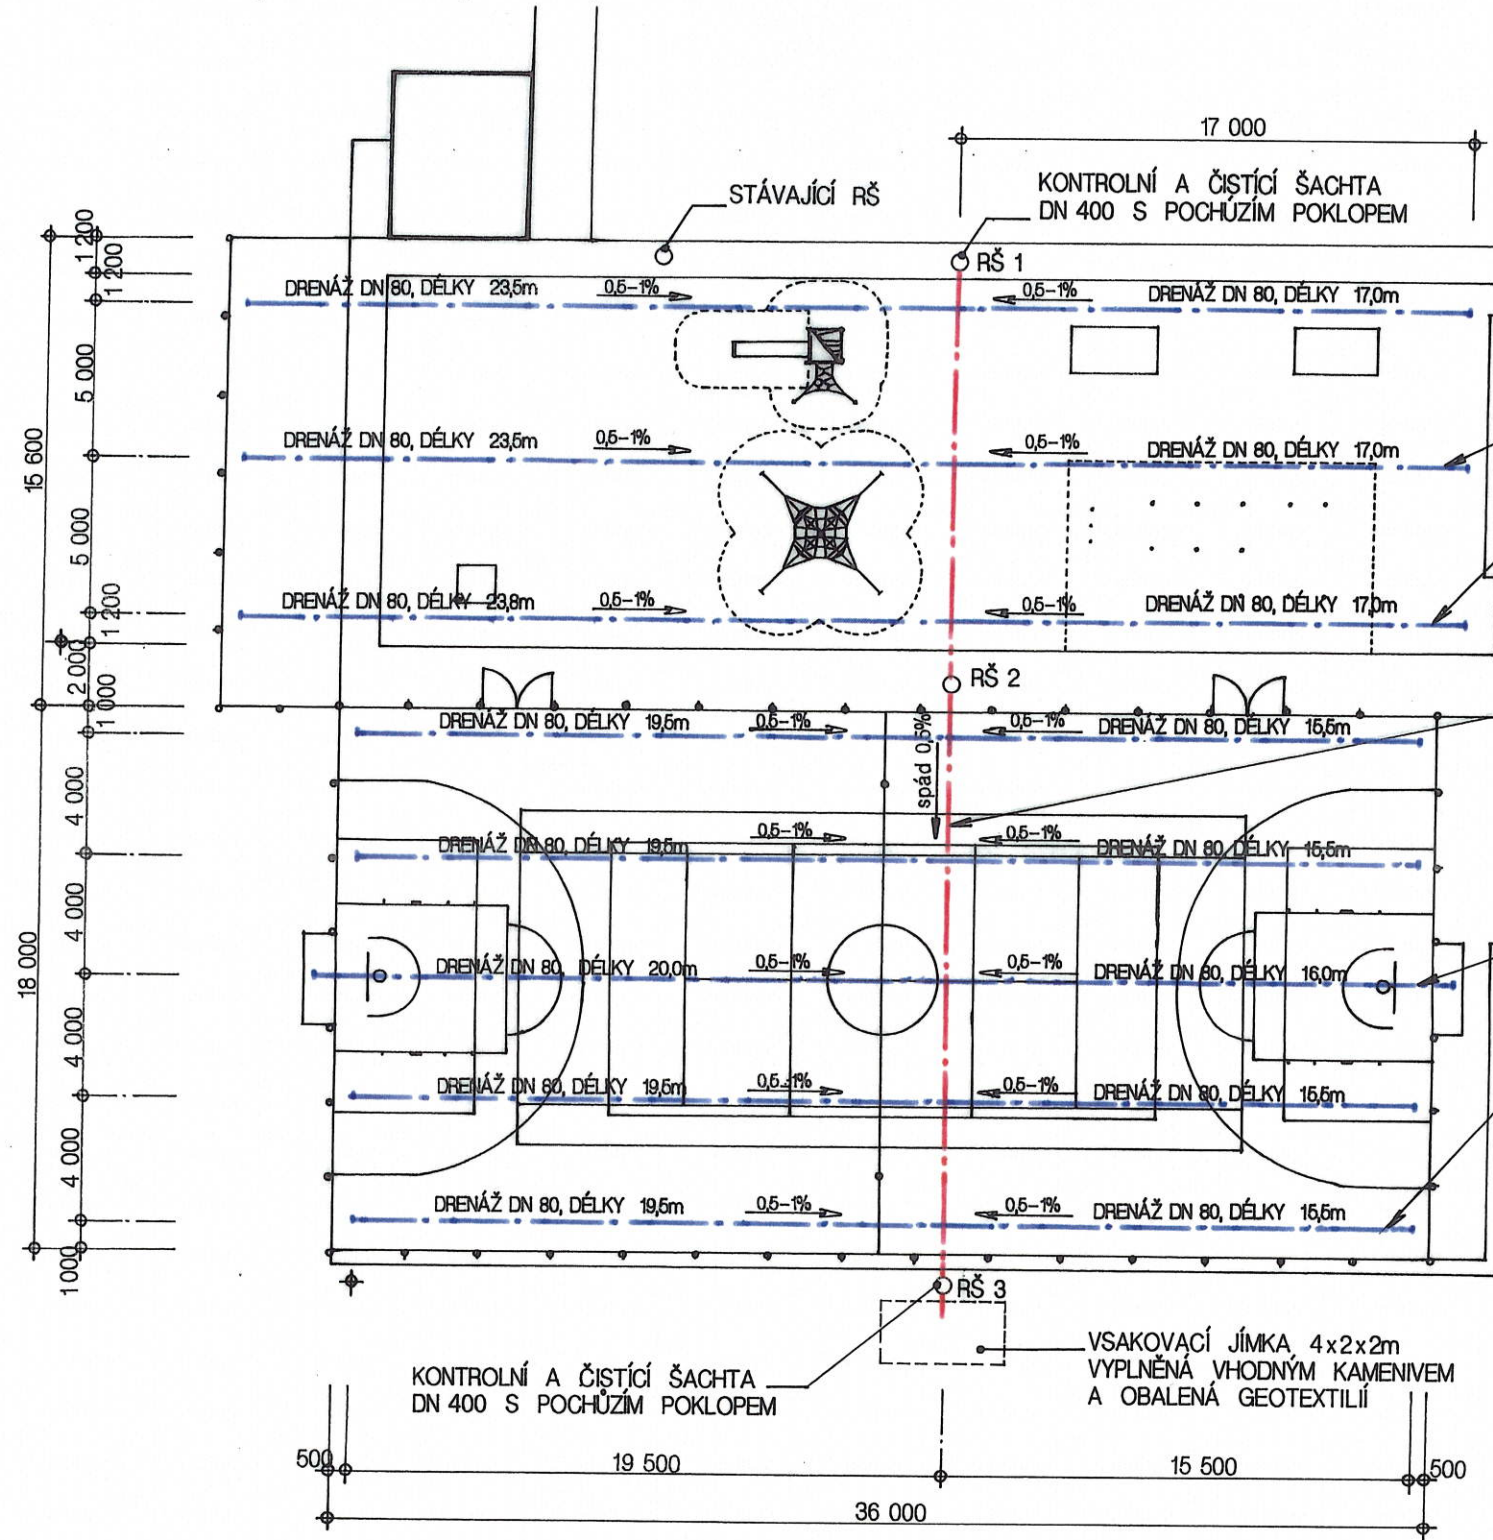 17 000
STÁVAJÍCÍ RŠ
KONTROLNÍ A ČISTÍCÍ ŠACHTA
DN 400 S POCHŮZÍM POKLOPEM
RŠ 1
1 200
1 200
5 000
5 000
1 200
2 000
1 000
15 600
DRENÁŽ DN 80, DÉLKY 23,5m 0,5-1% 0,5-1% DRENÁŽ DN 80, DÉLKY 17,0m
DRENÁŽ DN 80, DÉLKY 23,5m 0,5-1% 0,5-1% DRENÁŽ DN 80, DÉLKY 17,0m
DRENÁŽ DN 80, DÉLKY 23,8m 0,5-1% 0,5-1% DRENÁŽ DN 80, DÉLKY 17,0m
RŠ 2
DRENÁŽ DN 80, DÉLKY 19,5m 0,5-1% 0,5-1% DRENÁŽ DN 80, DÉLKY 15,5m
spád 0,5%
DRENÁŽ DN 80, DÉLKY 19,5m 0,5-1% 0,5-1% DRENÁŽ DN 80, DÉLKY 15,5m
DRENÁŽ DN 80, DÉLKY 20,0m 0,5-1% 0,5-1% DRENÁŽ DN 80, DÉLKY 16,0m
DRENÁŽ DN 80, DÉLKY 19,5m 0,5-1% 0,5-1% DRENÁŽ DN 80, DÉLKY 15,5m
DRENÁŽ DN 80, DÉLKY 19,5m 0,5-1% 0,5-1% DRENÁŽ DN 80, DÉLKY 15,5m
4 000
4 000
4 000
4 000
1000
18 000
RŠ 3
KONTROLNÍ A ČISTÍCÍ ŠACHTA
DN 400 S POCHŮZÍM POKLOPEM
VSAKOVACÍ JÍMKA 4x2x2m
VYPLNĚNÁ VHODNÝM KAMENIVEM
A OBALENÁ GEOTEXTILIÍ
500 19 500 15 500 500
36 000